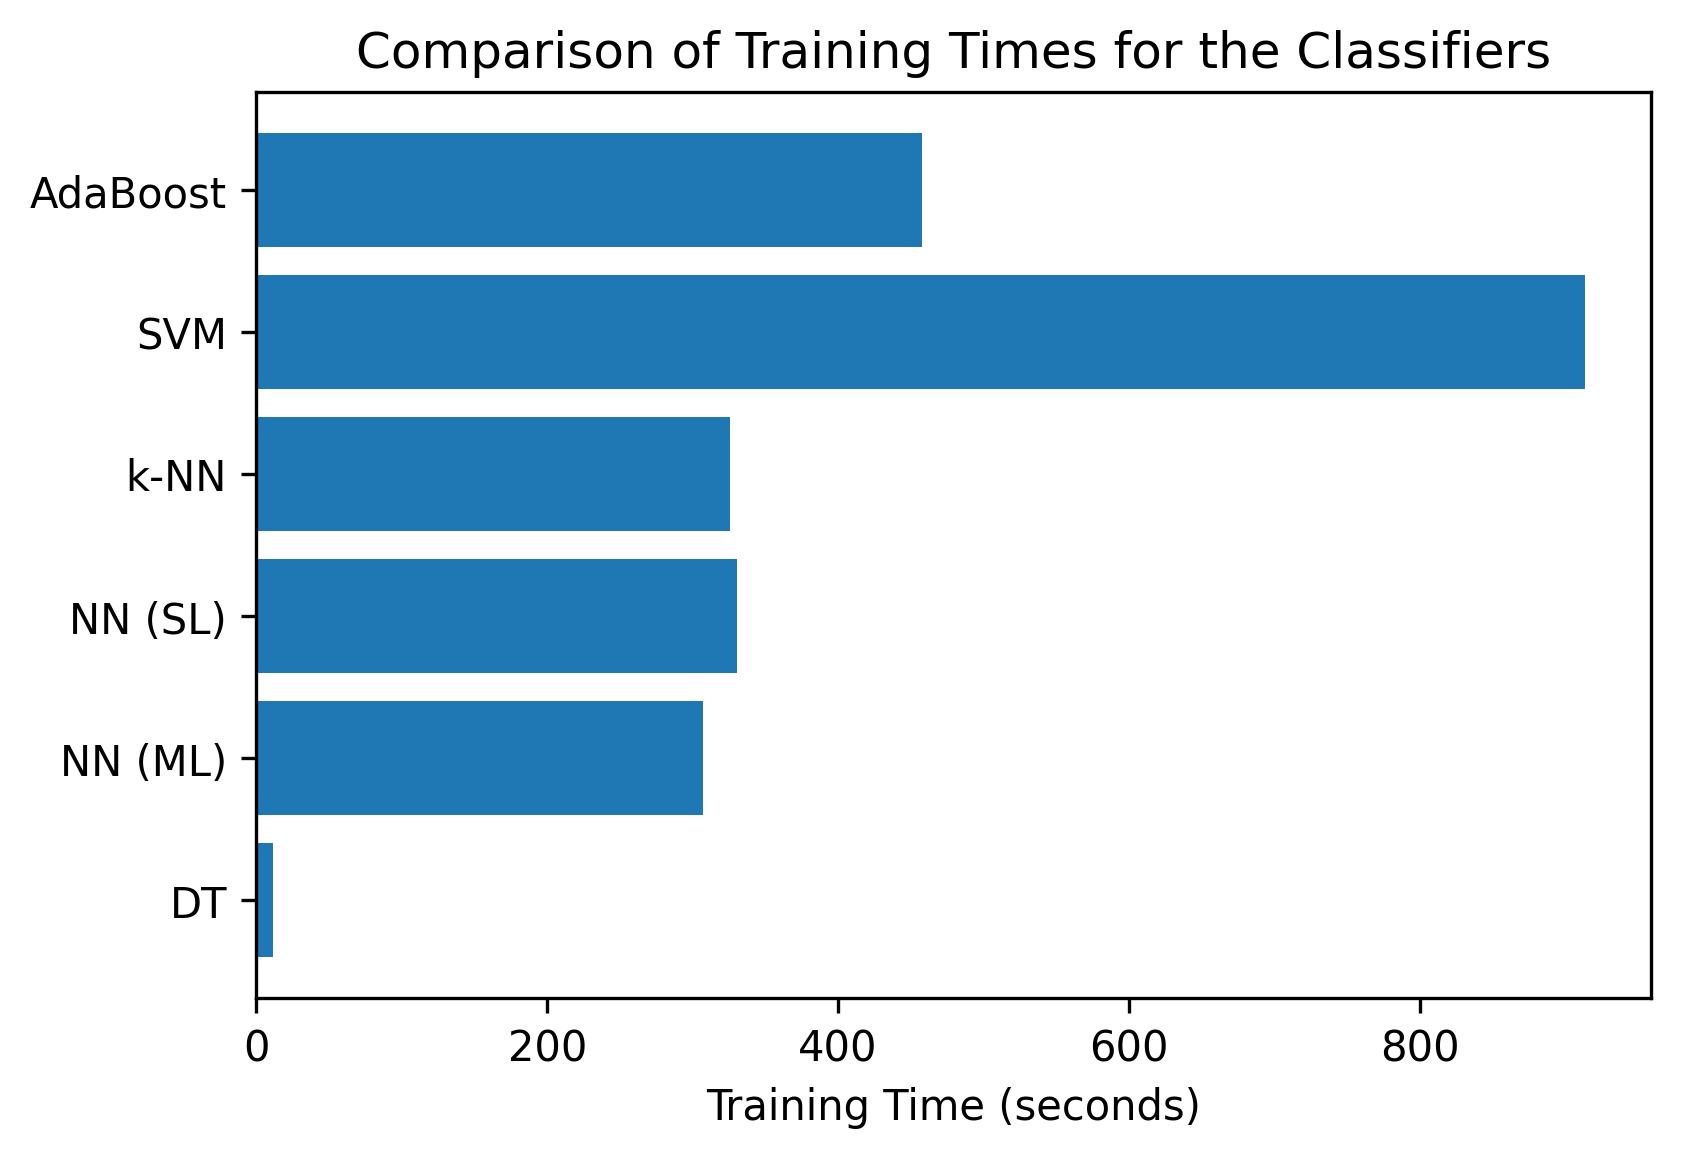 Comparison of Training Times for the Classifiers
AdaBoost
SVM
k-NN
NN (SL)
NN (ML)
DT
0 200 400 600 800
Training Time (seconds)